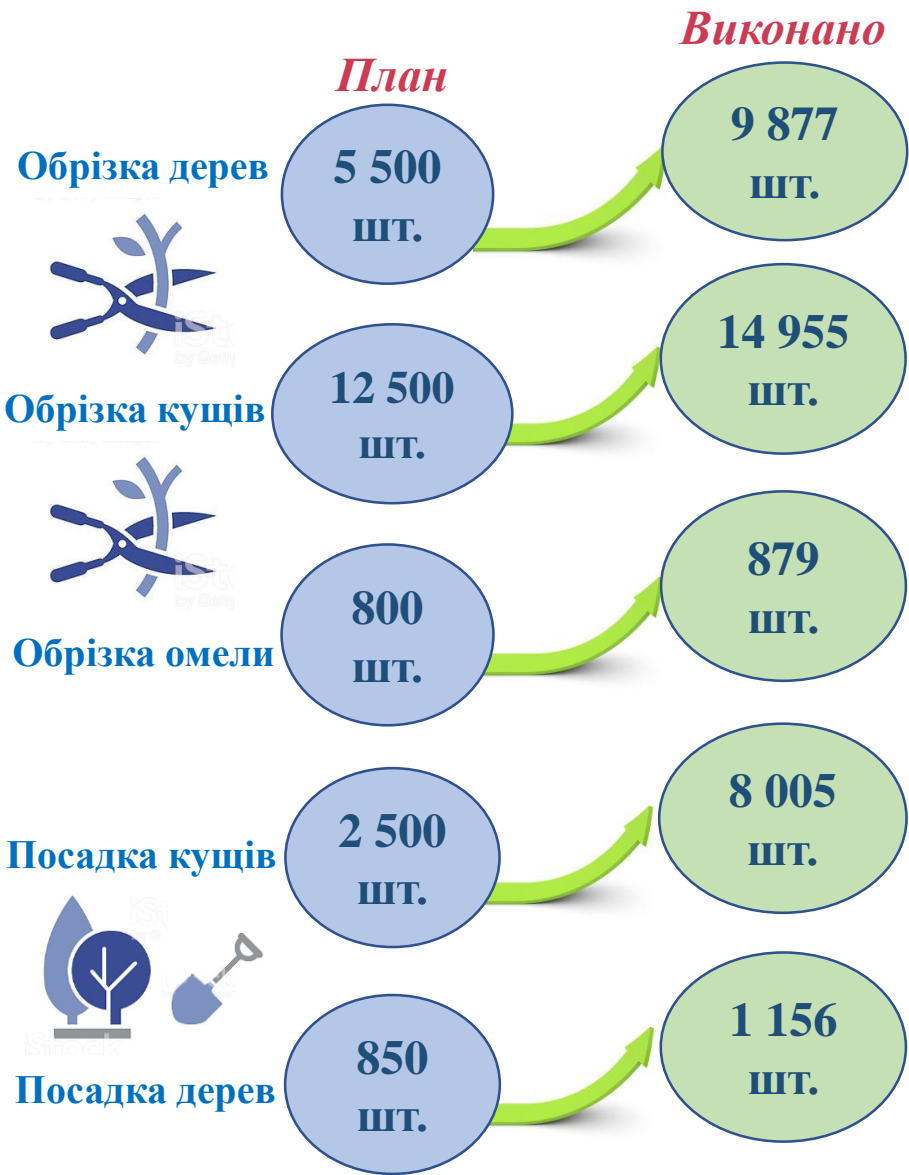 План
Виконано
Обрізка дерев
5 500
шт.
9 877
шт.
Обрізка кущів
12 500
шт.
14 955
шт.
Обрізка омели
800
шт.
879
шт.
Посадка кущів
2 500
шт.
8 005
шт.
Посадка дерев
850
шт.
1 156
шт.